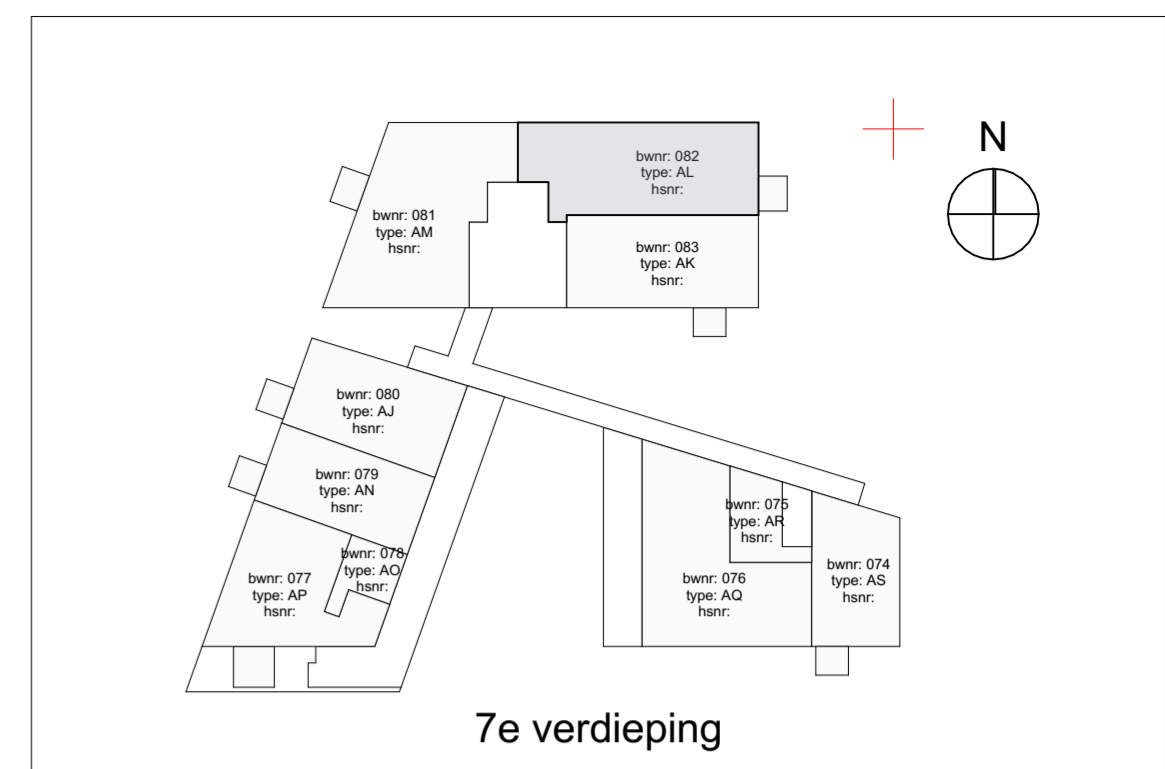 N
bwnr: 082
type: AL
hsnr:
bwnr: 081
type: AM
hsnr:
bwnr: 083
type: AK
hsnr:
bwnr: 080
type: AJ
hsnr:
bwnr: 079
type: AN
hsnr:
bwnr: 078
type: AO
hsnr:
bwnr: 077
type: AP
hsnr:
bwnr: 075
type: AR
hsnr:
bwnr: 076
type: AQ
hsnr:
bwnr: 074
type: AS
hsnr:
7e verdieping